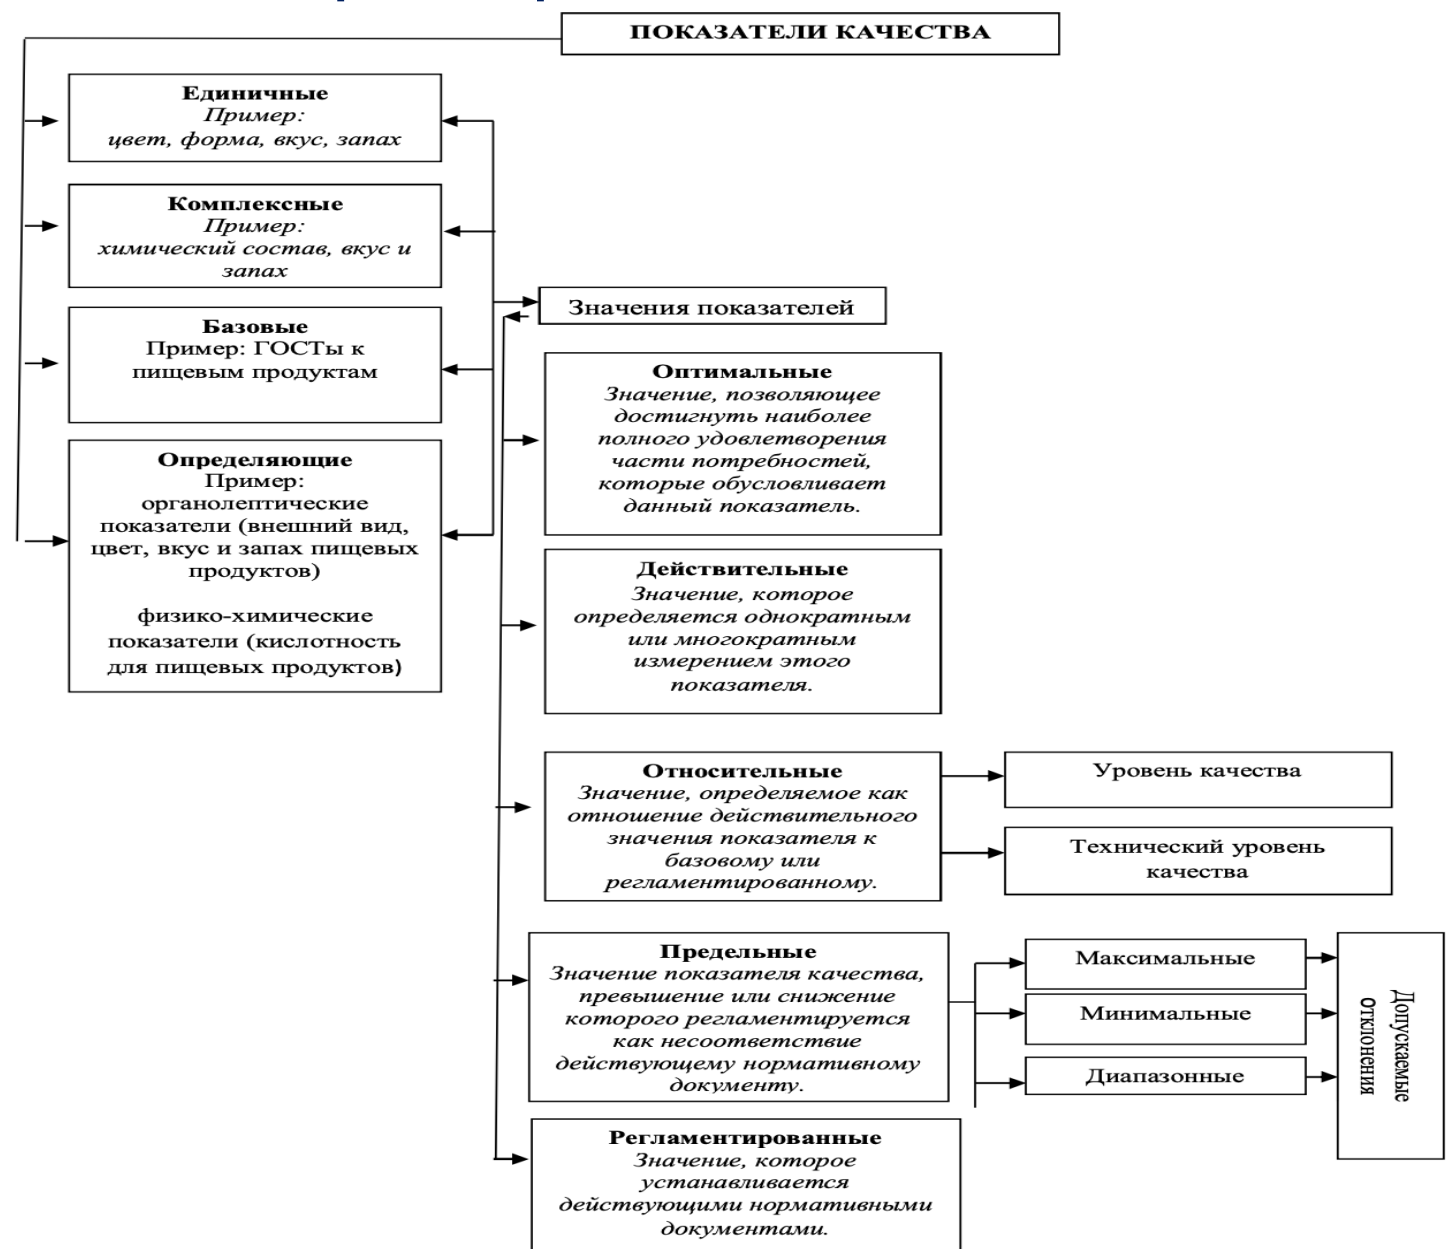 ПОКАЗАТЕЛИ КАЧЕСТВА
Единичные
Пример:
цвет, форма, вкус, запах
Комплексные
Пример:
химический состав, вкус и
запах
Базовые
Пример: ГОСТы к
пищевым продуктам
Определяющие
Пример:
органолептические
показатели (внешний вид,
цвет, вкус и запах пищевых
продуктов)
физико-химические
показатели (кислотность
для пищевых продуктов)
Значения показателей
Оптимальные
Значение, позволяющее
достигнуть наиболее
полного удовлетворения
части потребностей,
которые обусловливает
данный показатель.
Действительные
Значение, которое
определяется однократным
или многократным
измерением этого
показателя.
Относительные
Значение, определяемое как
отношение действительного
значения показателя к
базовому или
регламентированному.
Уровень качества
Технический уровень
качества
Предельные
Значение показателя качества,
превышение или снижение
которого регламентируется
как несоответствие
действующему нормативному
документу.
Максимальные
Минимальные
Диапазонные
Допускаемые
отклонения
Регламентированные
Значение, которое
устанавливается
действующими нормативными
документами.